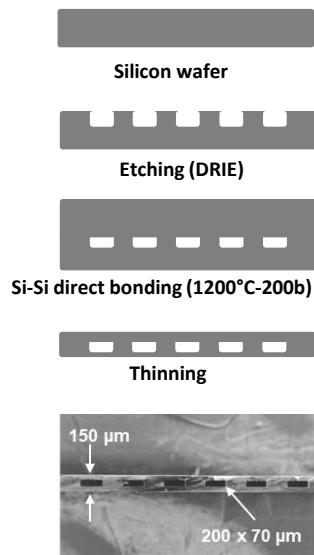 Silicon wafer
Etching (DRIE)
Si-Si direct bonding (1200°C-200b)
Thinning
150 µm
200 x 70 µm